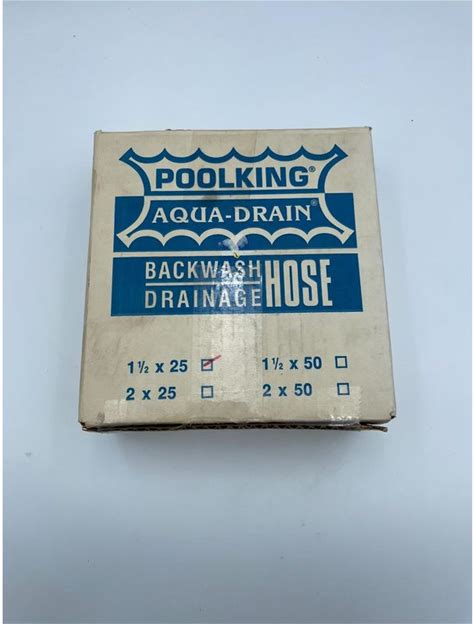 POOLKING®
AQUA-DRAIN®
BACKWASH
DRAINAGE HOSE
1½ x 25 ☑ 1½ x 50 ☐
2 x 25 ☐ 2 x 50 ☐